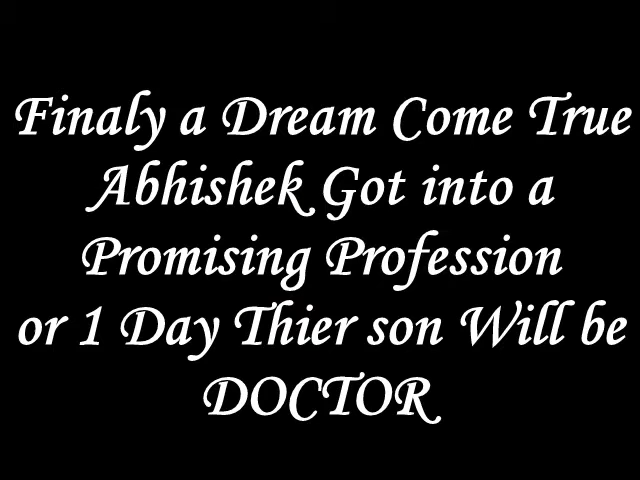 Finaly a Dream Come True
Abhishek Got into a
Promising Profession
or 1 Day Thier son Will be
DOCTOR